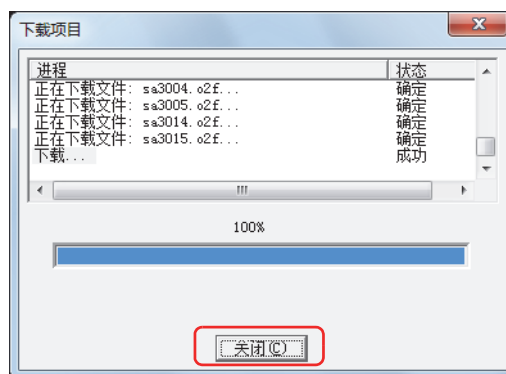 下载项目
进程 状态
正在下载文件: sa3004.o2f... 确定
正在下载文件: sa3005.o2f... 确定
正在下载文件: sa3014.o2f... 确定
正在下载文件: sa3015.o2f... 确定
下载... 成功
100%
关闭(C)